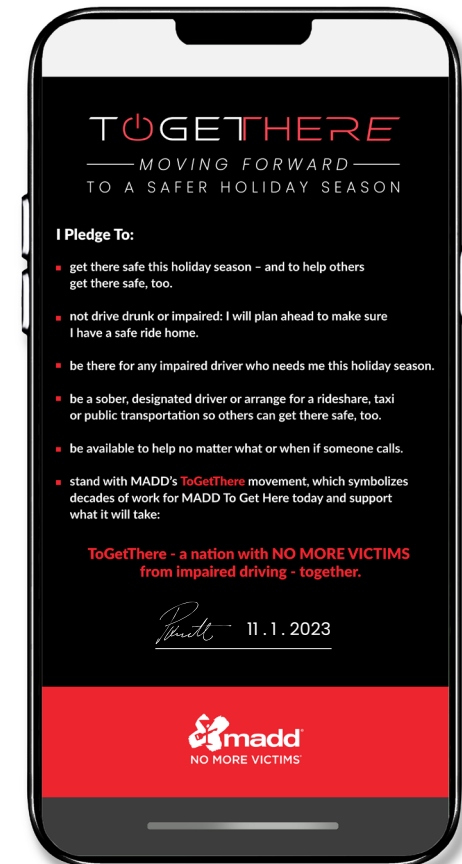 TOGETHERE
MOVING FORWARD
TO A SAFER HOLIDAY SEASON
I Pledge To:
get there safe this holiday season – and to help others
get there safe, too.
not drive drunk or impaired: I will plan ahead to make sure
I have a safe ride home.
be there for any impaired driver who needs me this holiday season.
be a sober, designated driver or arrange for a rideshare, taxi
or public transportation so others can get there safe, too.
be available to help no matter what or when if someone calls.
stand with MADD’s ToGetThere movement, which symbolizes
decades of work for MADD To Get Here today and support
what it will take:
ToGetThere - a nation with NO MORE VICTIMS
from impaired driving - together.
11.1.2023
madd
NO MORE VICTIMS